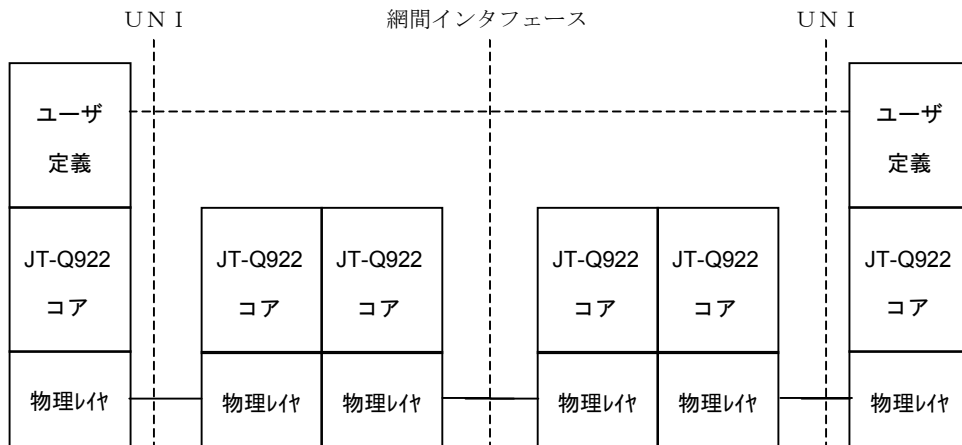 ＵＮＩ 網間インタフェース ＵＮＩ
ユーザ ユーザ
定義 定義
JT-Q922 JT-Q922 JT-Q922 JT-Q922 JT-Q922 JT-Q922
コア コア コア コア コア コア
物理レイヤ 物理レイヤ 物理レイヤ 物理レイヤ 物理レイヤ 物理レイヤ